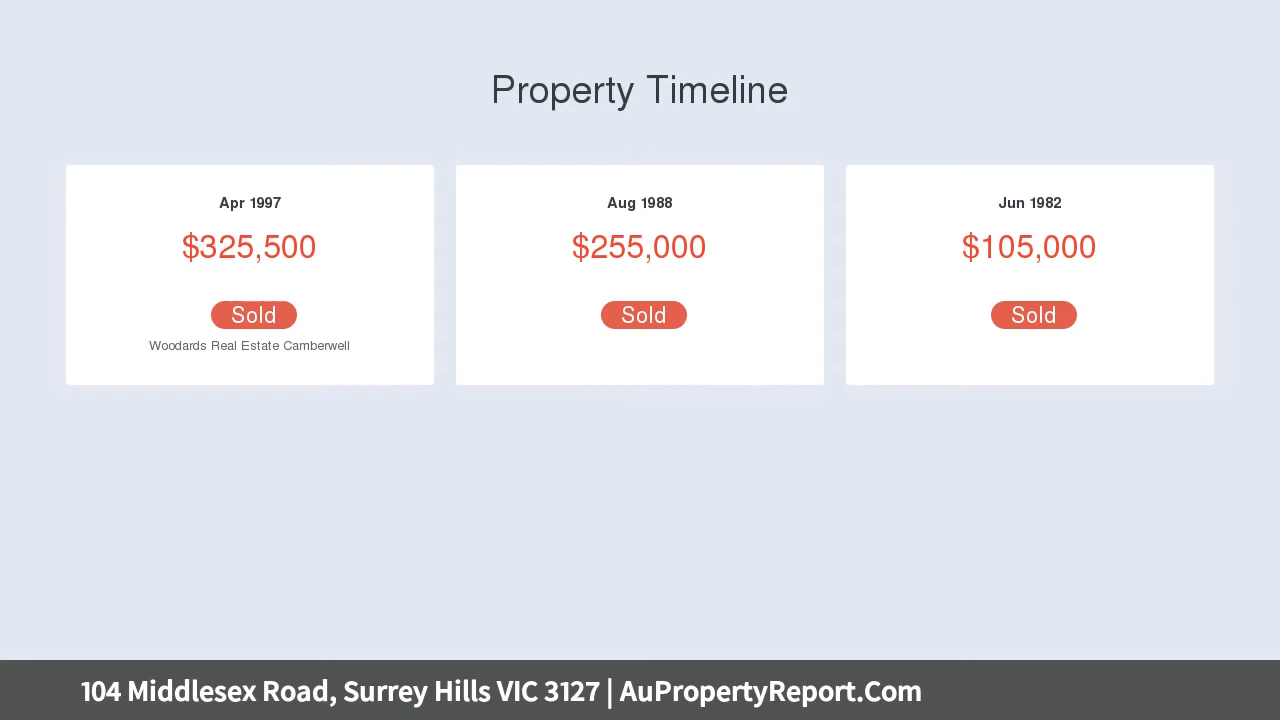 Property Timeline
Apr 1997
$325,500
Sold
Woodards Real Estate Camberwell
Aug 1988
$255,000
Sold
Jun 1982
$105,000
Sold
104 Middlesex Road, Surrey Hills VIC 3127 | AuPropertyReport.Com